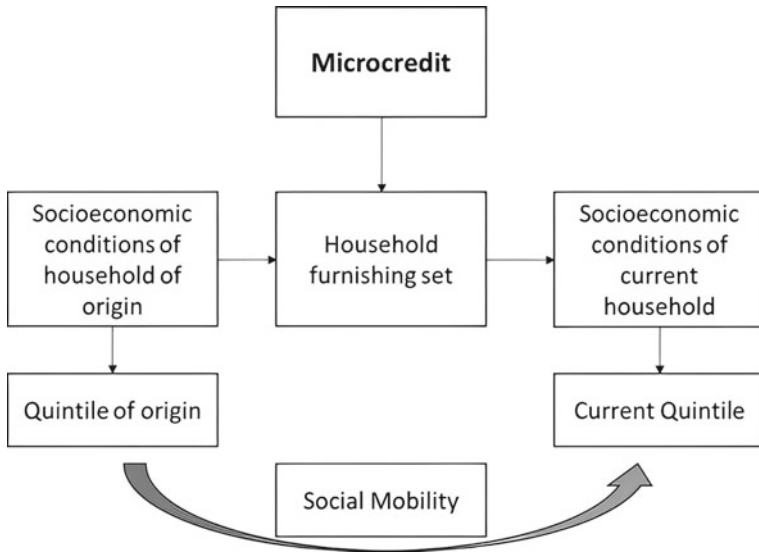 Microcredit
Socioeconomic
conditions of
household of
origin
Household
furnishing set
Socioeconomic
conditions of
current
household
Quintile of origin
Current Quintile
Social Mobility